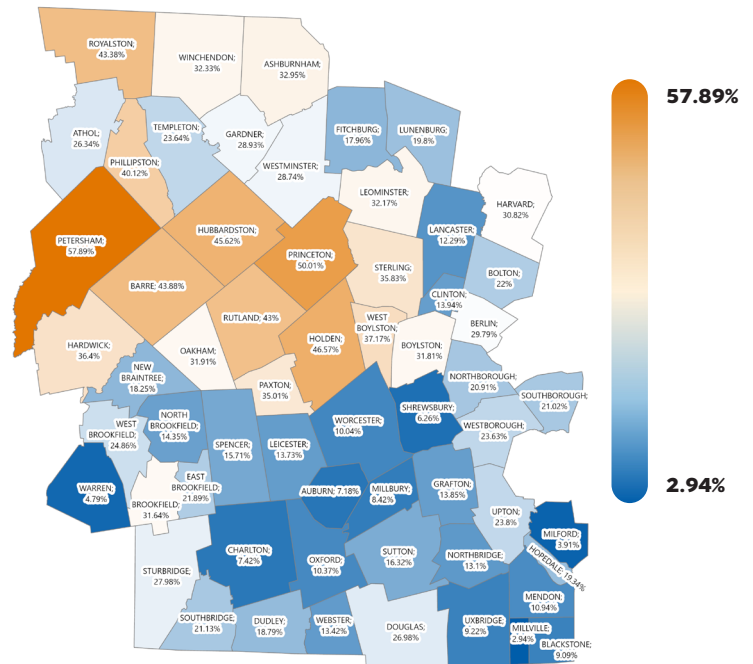 ROYALSTON;
43.38%
WINCHENDON;
32.33%
ASHBURNHAM;
32.95%
57.89%
ATHOL;
26.34%
TEMPLETON;
23.64%
GARDNER;
28.93%
FITCHBURG;
17.96%
LUNENBURG;
19.8%
PHILLIPSTON;
40.12%
WESTMINSTER;
28.74%
LEOMINSTER;
32.17%
HARVARD;
30.82%
PETERSHAM;
57.89%
HUBBARDSTON;
45.62%
PRINCETON;
50.01%
LANCASTER;
12.29%
STERLING;
35.83%
BOLTON;
22%
BARRE; 43.88%
CLINTON;
13.94%
RUTLAND; 43%
HOLDEN;
46.57%
WEST
BOYLSTON;
37.17%
BERLIN;
29.79%
HARDWICK;
36.4%
OAKHAM;
31.91%
BOYLSTON;
31.81%
NEW
BRAINTREE;
18.25%
PAXTON;
35.01%
NORTHBOROUGH;
20.91%
SOUTHBOROUGH;
21.02%
WEST
BROOKFIELD;
24.86%
NORTH
BROOKFIELD;
14.35%
WORCESTER;
10.04%
SHREWSBURY;
6.26%
WESTBOROUGH;
23.63%
SPENCER;
15.71%
LEICESTER;
13.73%
WARREN;
4.79%
EAST
BROOKFIELD;
21.89%
BROOKFIELD;
31.64%
AUBURN; 7.18%
MILLBURY;
8.42%
GRAFTON;
13.85%
2.94%
UPTON;
23.8%
MILFORD;
3.91%
CHARLTON;
7.42%
OXFORD;
10.37%
SUTTON;
16.32%
NORTHBRIDGE;
13.1%
HOPEDALE; 19.34%
STURBRIDGE;
27.98%
MENDON;
10.94%
SOUTHBRIDGE;
21.13%
DUDLEY;
18.79%
WEBSTER;
13.42%
DOUGLAS;
26.98%
UXBRIDGE;
9.22%
MILLVILLE;
2.94%
BLACKSTONE;
9.09%